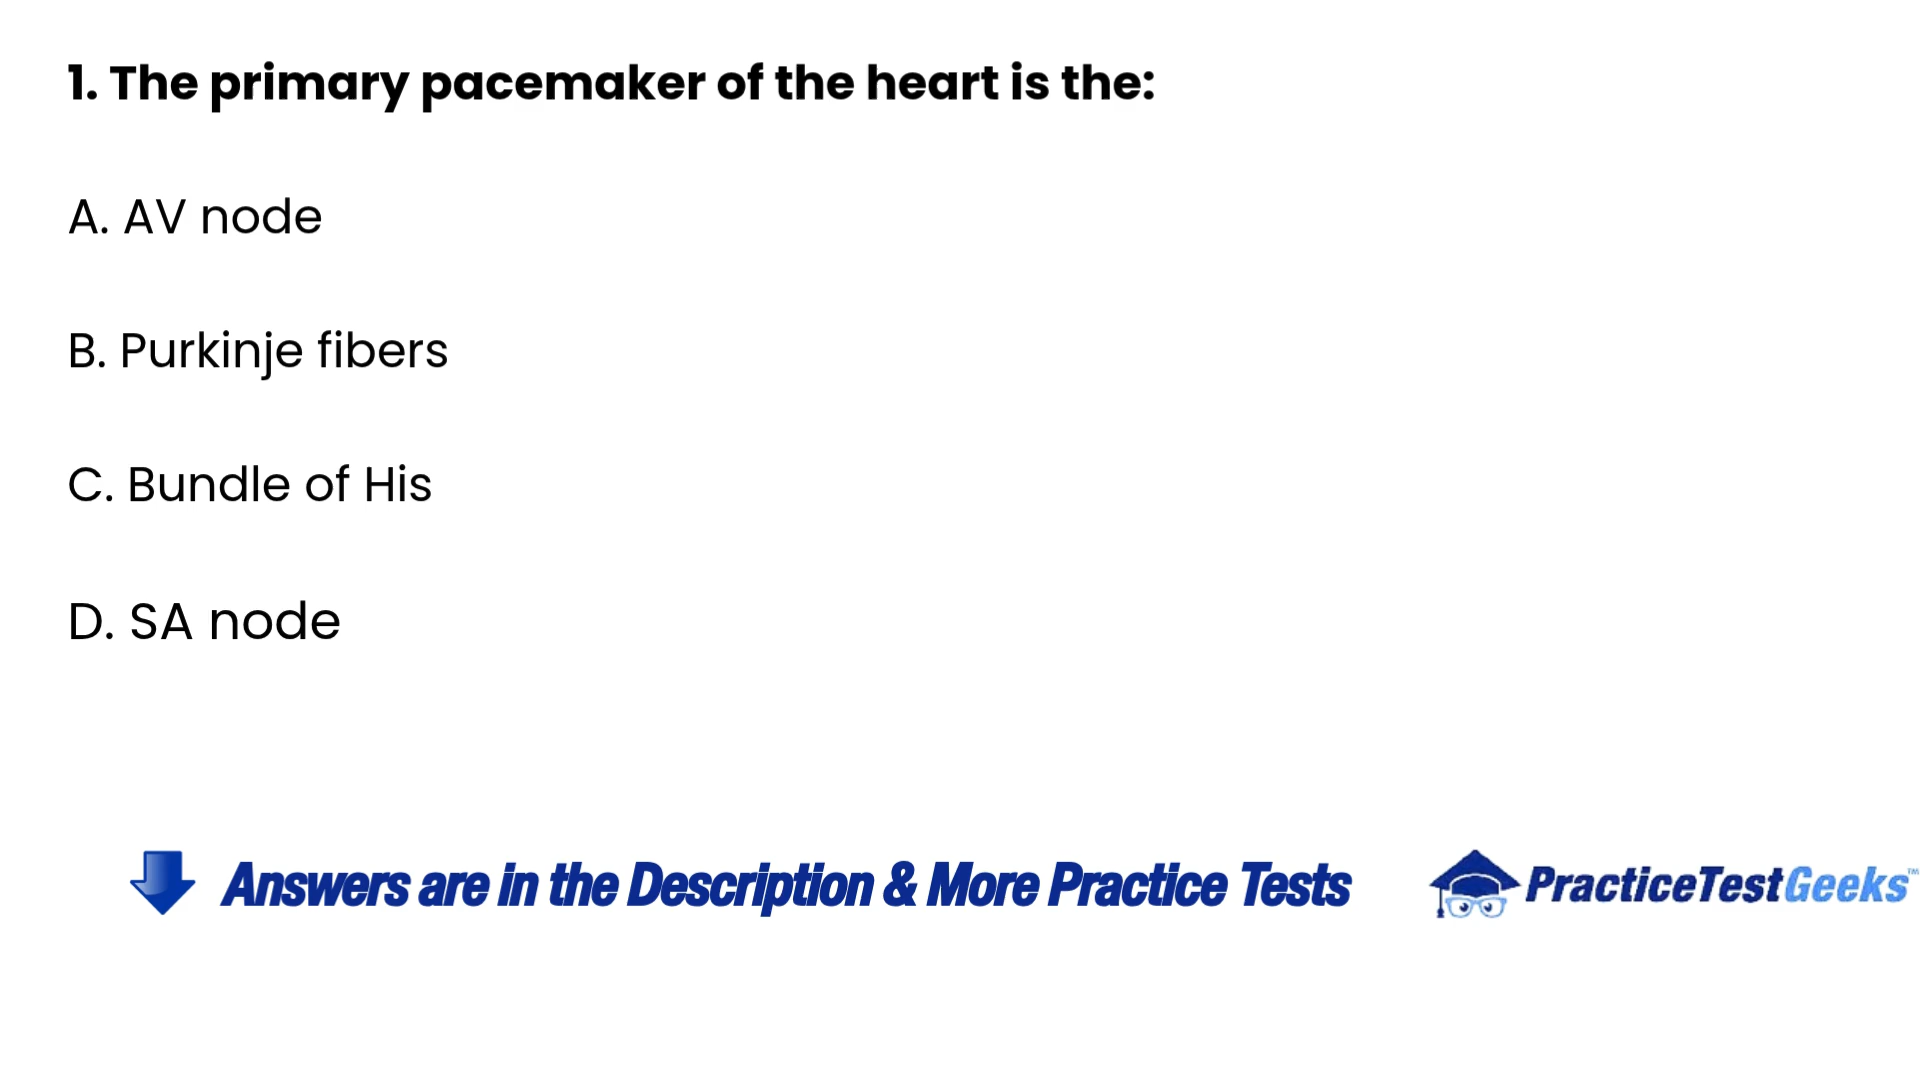 1. The primary pacemaker of the heart is the:
A. AV node
B. Purkinje fibers
C. Bundle of His
D. SA node
Answers are in the Description & More Practice Tests
PracticeTestGeeks™